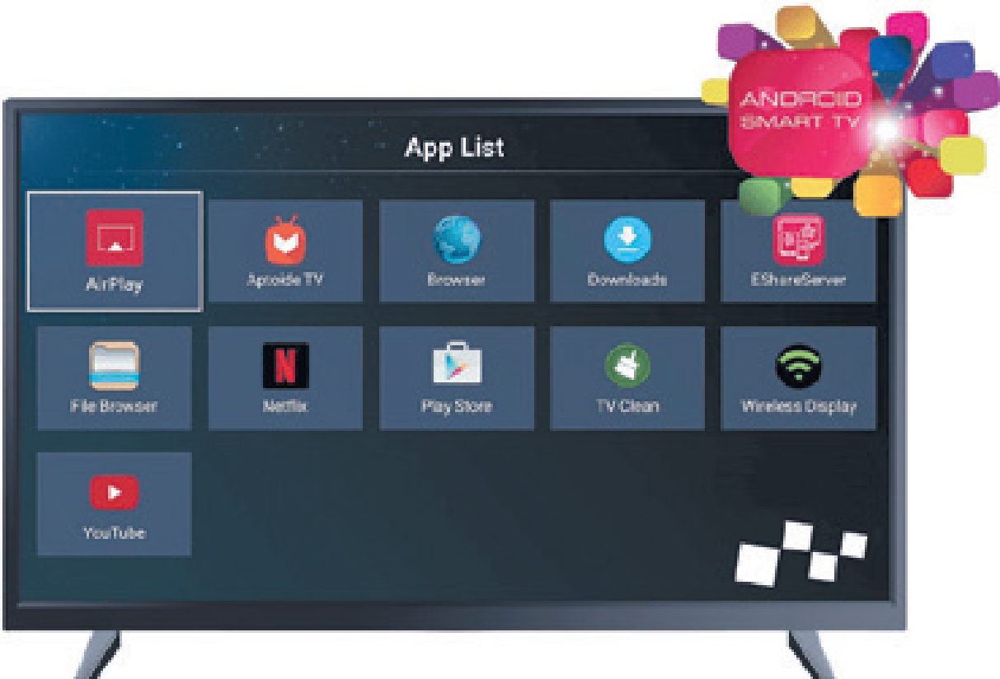 AÑDROID
SMART TV
App List
AirPlay
Aptoide TV
Browser
Downloads
EShareServer
File Browser
N
Netflix
Play Store
TV Clean
Wireless Display
YouTube